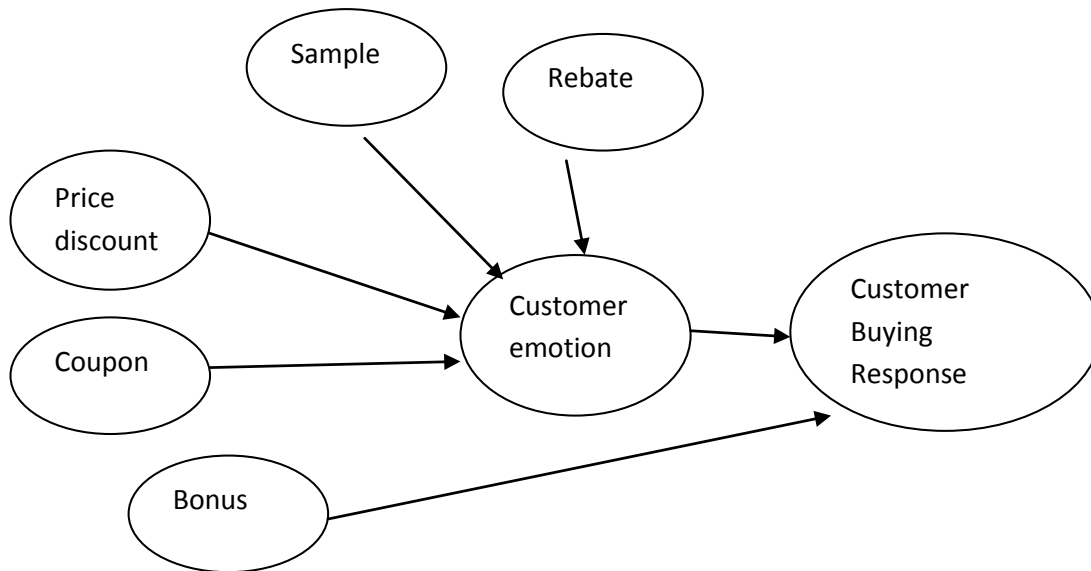 Sample
Rebate
Price
discount
Customer
emotion
Customer
Buying
Response
Coupon
Bonus